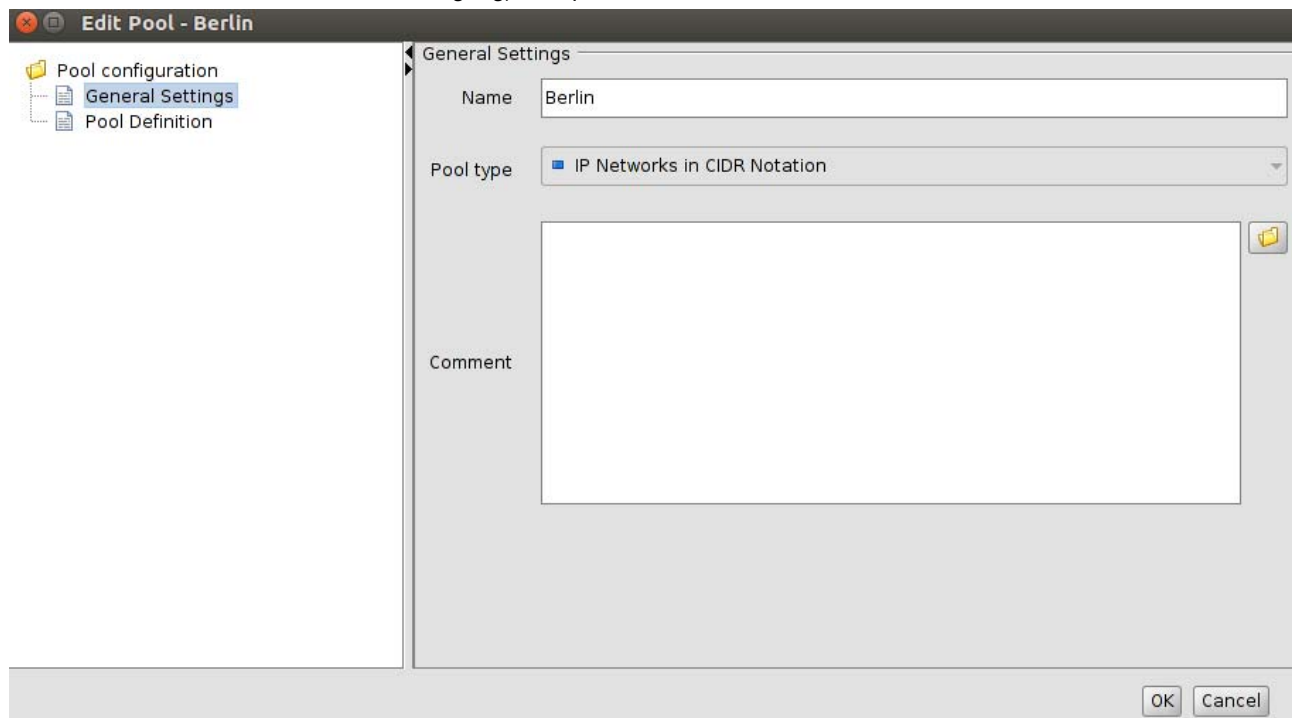 Edit Pool - Berlin
Pool configuration
General Settings
Pool Definition
General Settings
Name
Berlin
Pool type
IP Networks in CIDR Notation
Comment
OK
Cancel